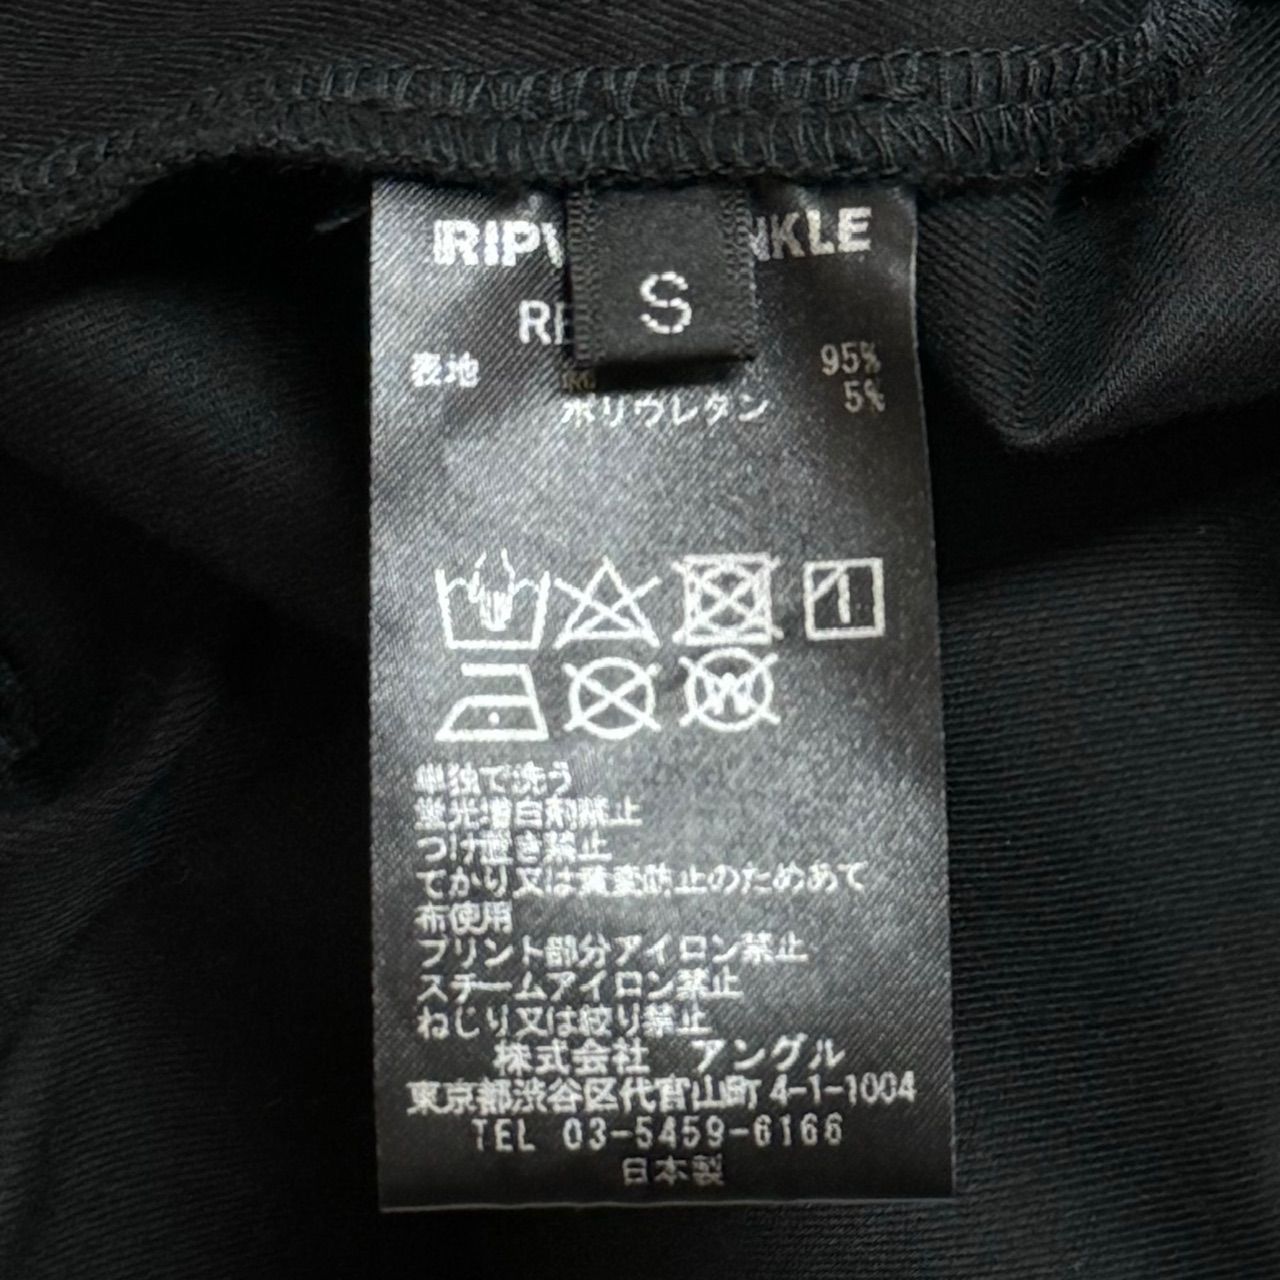 S
表地 95%
ポリウレタン 5%
単独で洗う
蛍光増白剤禁止
つけ置き禁止
てかり又は黄変防止のためあて
布使用
プリント部分アイロン禁止
スチームアイロン禁止
ねじり又は絞り禁止
株式会社 アングル
東京都渋谷区代官山町 4-1-1004
TEL 03-5459-6166
日本製